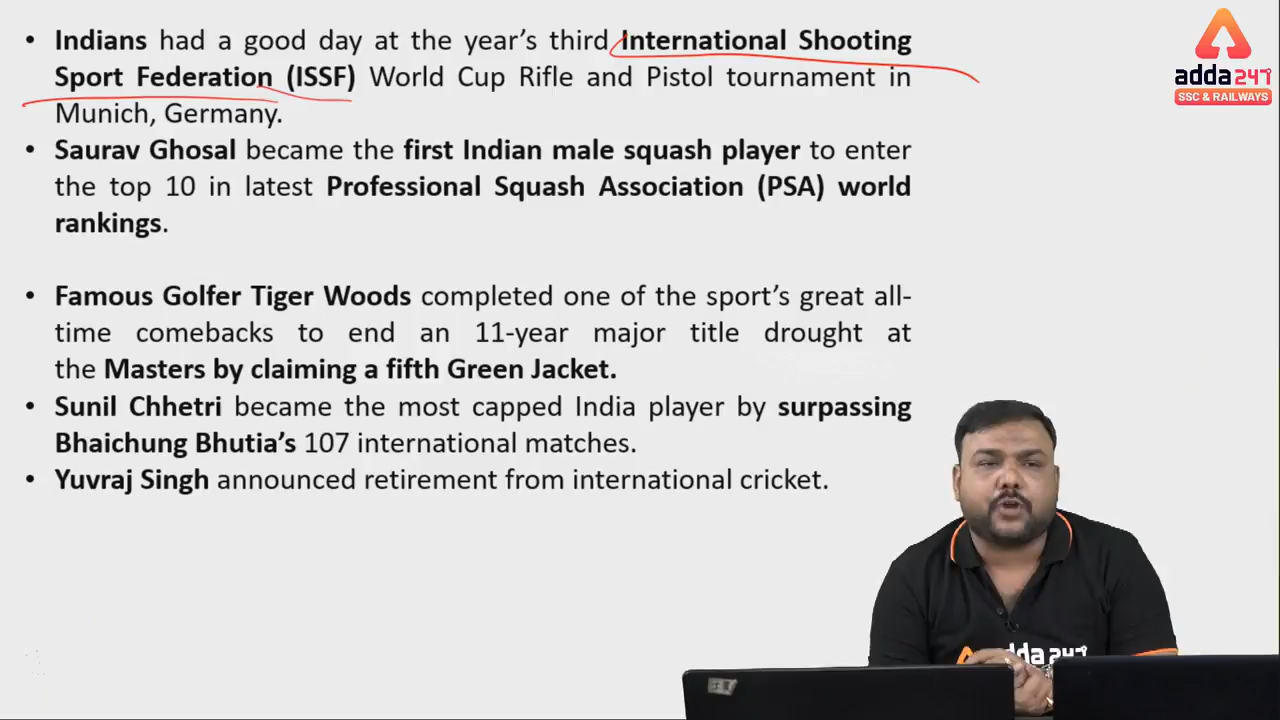 • Indians had a good day at the year’s third International Shooting
Sport Federation (ISSF) World Cup Rifle and Pistol tournament in
Munich, Germany.
• Saurav Ghosal became the first Indian male squash player to enter
the top 10 in latest Professional Squash Association (PSA) world
rankings.
• Famous Golfer Tiger Woods completed one of the sport’s great all-
time comebacks to end an 11-year major title drought at
the Masters by claiming a fifth Green Jacket.
• Sunil Chhetri became the most capped India player by surpassing
Bhaichung Bhutia’s 107 international matches.
• Yuvraj Singh announced retirement from international cricket.
adda247
SSC & RAILWAYS
adda 247